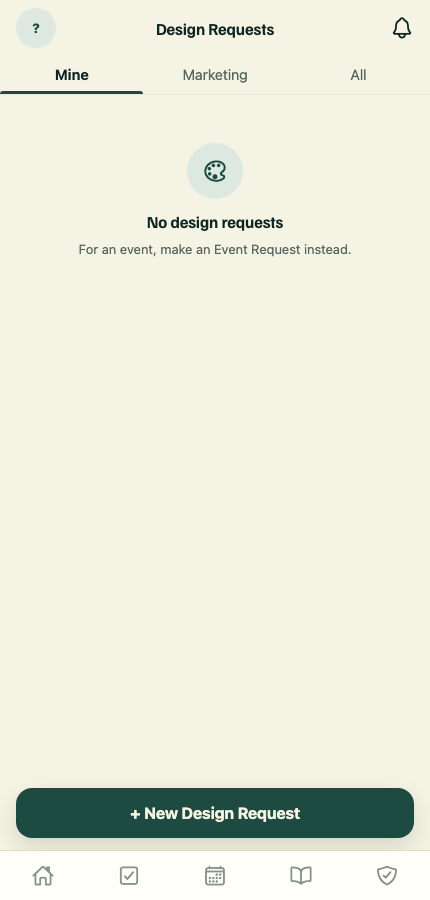 ?
Design Requests
Mine
Marketing
All
No design requests
For an event, make an Event Request instead.
+ New Design Request